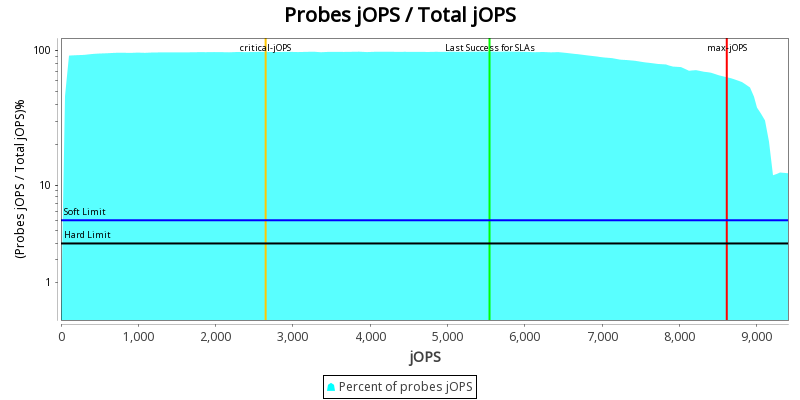 Probes jOPS / Total jOPS
(Probes jOPS / Total jOPS)%
100
10
1
critical-jOPS
Last Success for SLAs
max-jOPS
Soft Limit
Hard Limit
0
1,000
2,000
3,000
4,000
5,000
6,000
7,000
8,000
9,000
jOPS
Percent of probes jOPS